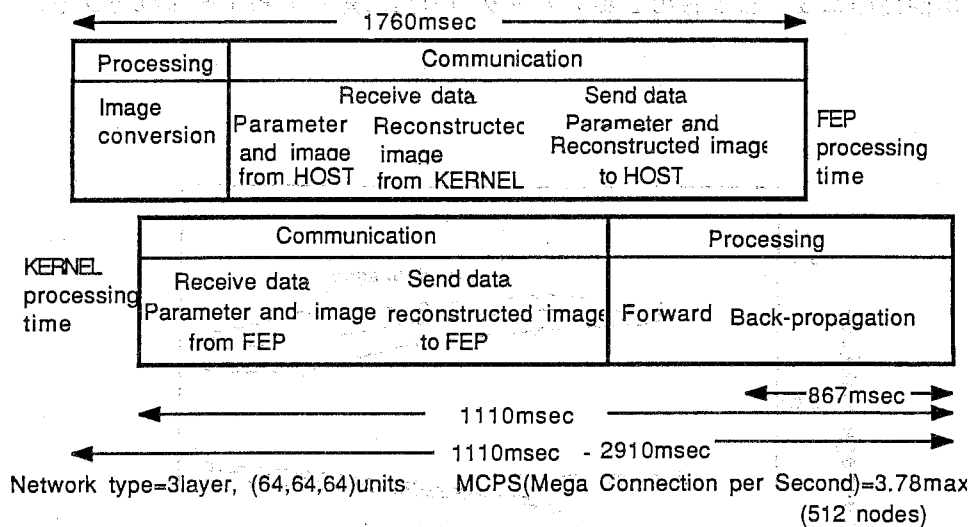 1760msec
Processing
Communication
Image
conversion
Receive data
Send data
Parameter
and image
from HOST
Reconstructed
image
from KERNEL
Parameter and
Reconstructed image
to HOST
FEP
processing
time
KERNEL
processing
time
Communication
Processing
Receive data
Send data
Parameter and image
from FEP
reconstructed image
to FEP
Forward
Back-propagation
867msec
1110msec
1110msec - 2910msec
Network type=3layer, (64,64,64)units
MCPS(Mega Connection per Second)=3.78max
(512 nodes)